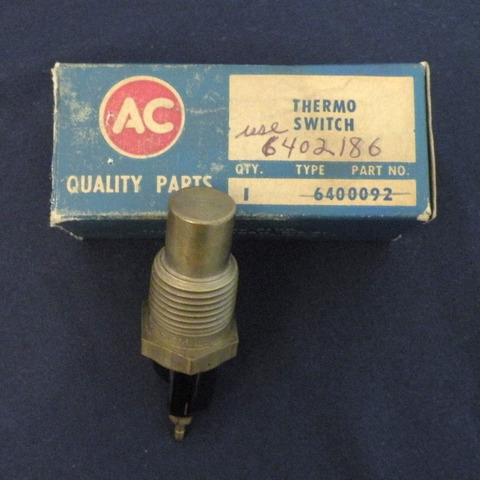 AC
QUALITY PARTS
THERMO
SWITCH
use
6402186
QTY. TYPE PART NO.
1 6400092